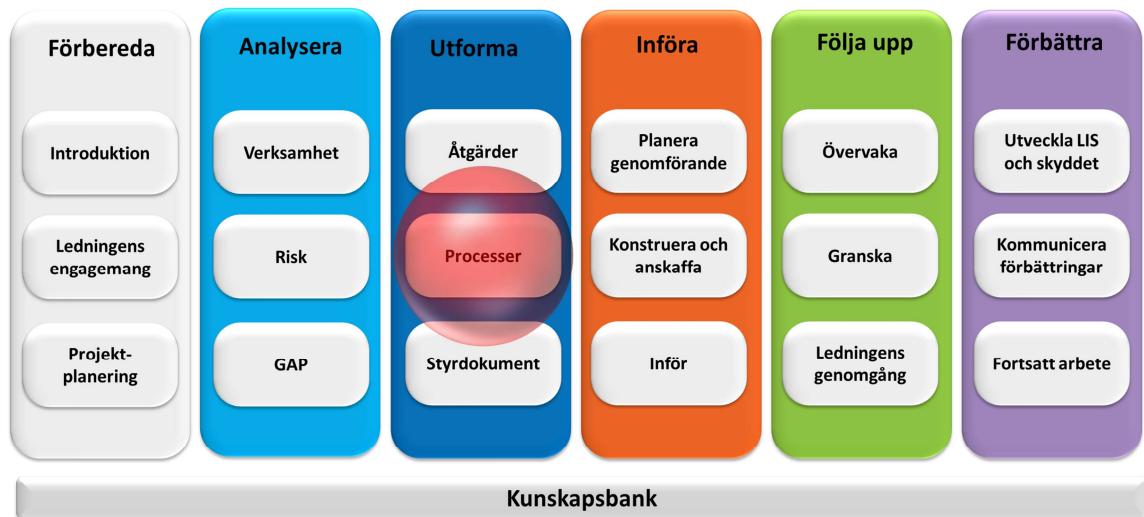 Förbereda
Introduktion
Ledningens
engagemang
Projekt-
planering
Analysera
Verksamhet
Risk
GAP
Utforma
Åtgärder
Processer
Styrdokument
Införa
Planera
genomförande
Konstruera och
anskaffa
Inför
Följa upp
Övervaka
Granska
Ledningens
genomgång
Förbättra
Utveckla LIS
och skyddet
Kommunicera
förbättringar
Fortsatt arbete
Kunskapsbank